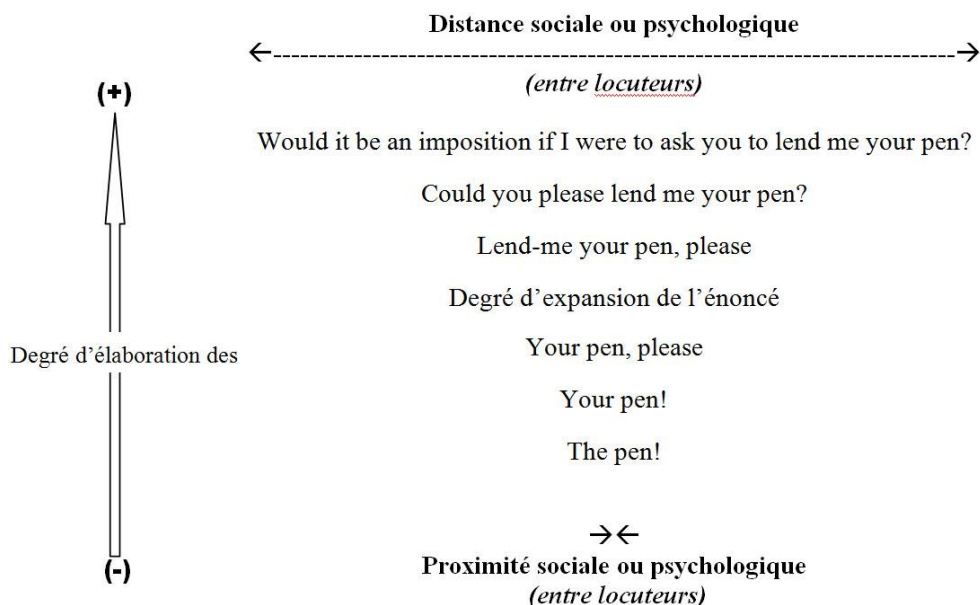 Distance sociale ou psychologique
←-------------------------------------------------------------------------→
(entre locuteurs)
(+)
Would it be an imposition if I were to ask you to lend me your pen?
Could you please lend me your pen?
Lend-me your pen, please
Degré d’expansion de l’énoncé
Degré d’élaboration des
Your pen, please
Your pen!
The pen!
→←
(-)
Proximité sociale ou psychologique
(entre locuteurs)